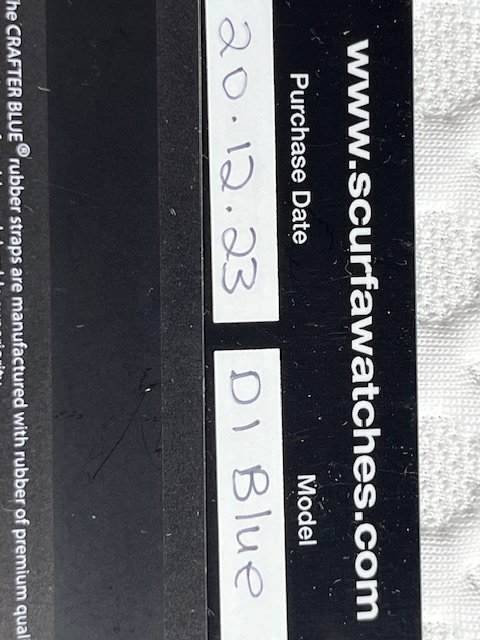 www.scurfawatches.com
Purchase Date
Model
20.12.23
D1 Blue
he CRAFTER BLUE® rubber straps are manufactured with rubber of premium qual